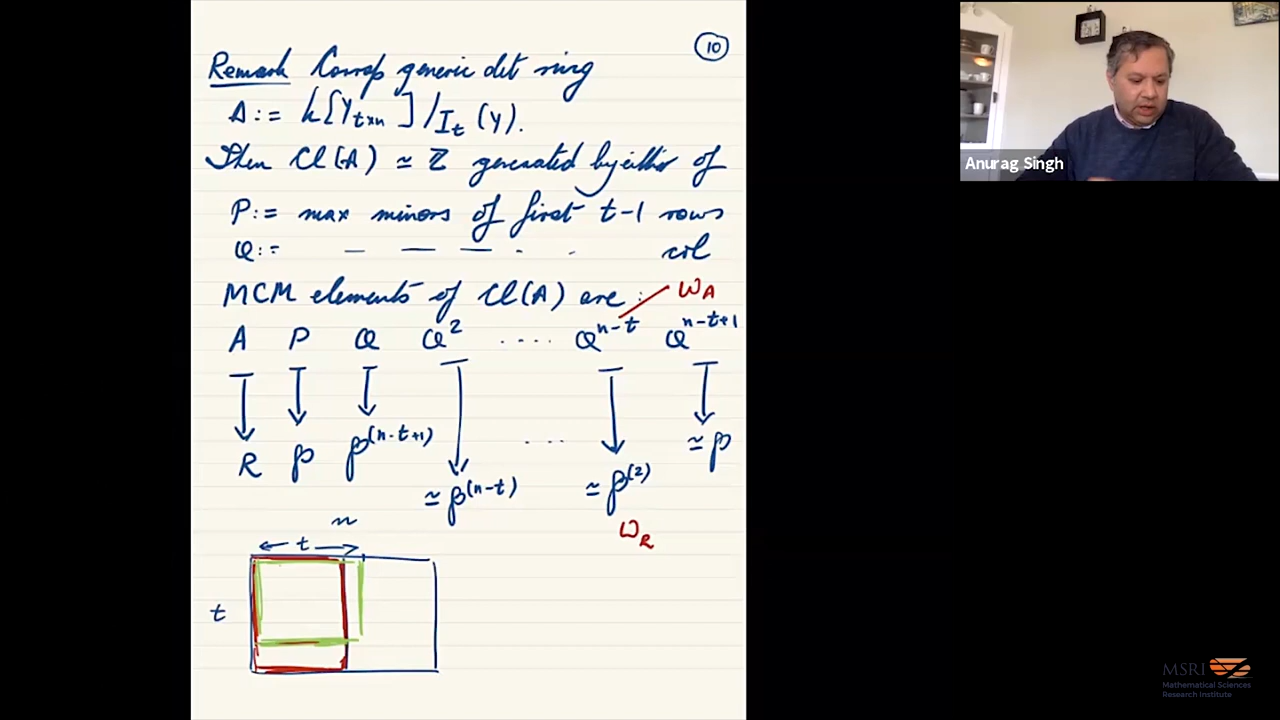 10
Remark Corresp generic det ring
A := k[Y_{t×n}]/I_t(Y).
Then Cl(A) ≃ ℤ generated by either of
P := max minors of first t-1 rows
Q := — — — - . col
MCM elements of Cl(A) are : ω_A
A P Q Q² .... Q^{n-t} Q^{n-t+1}
R ℘ ℘^{(n-t+1)} ≃℘^{(n-t)} .... ≃℘^{(2)} ≃℘
ω_R
n
t
t
Anurag Singh
MSRI
Mathematical Sciences
Research Institute